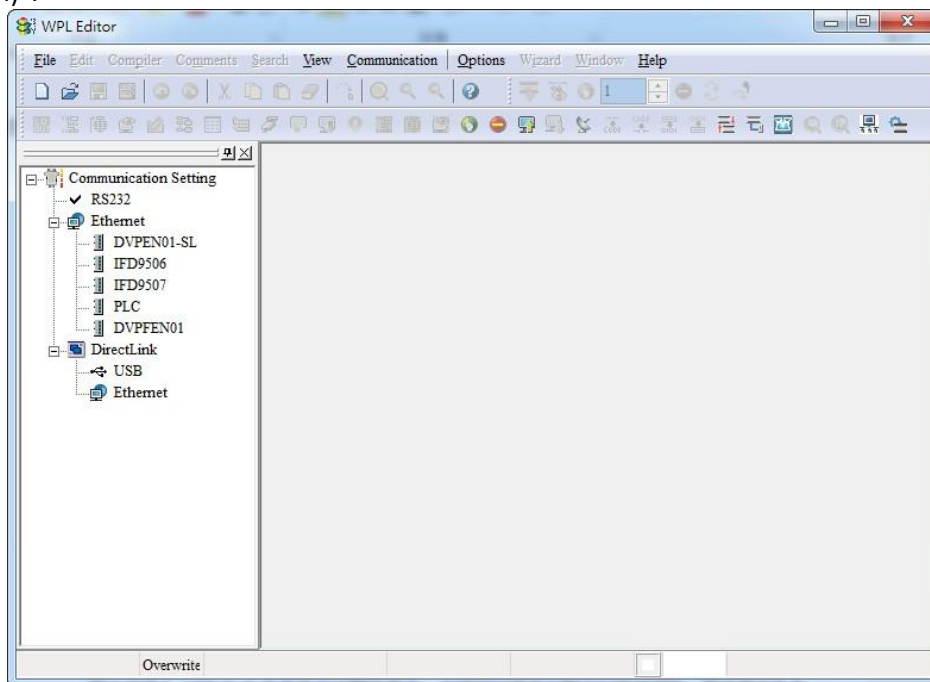 WPL Editor
File Edit Compiler Comments Search View Communication Options Wizard Window Help
1
Communication Setting
RS232
Ethernet
DVPEN01-SL
IFD9506
IFD9507
PLC
DVPFEN01
DirectLink
USB
Ethernet
Overwrite